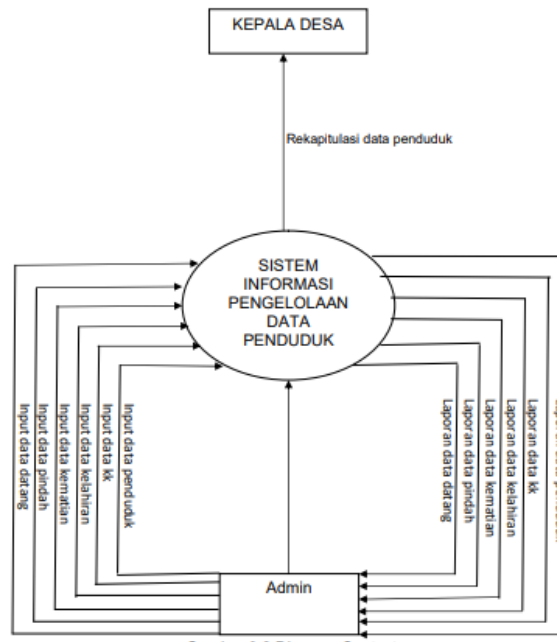 KEPALA DESA
Rekapitulasi data penduduk
SISTEM
INFORMASI
PENGELOLAAN
DATA
PENDUDUK
Input data datang
Input data pindah
Input data kematian
Input data kelahiran
Input data kk
Input data penduduk
Laporan data datang
Laporan data pindah
Laporan data kematian
Laporan data kelahiran
Laporan data kk
Admin